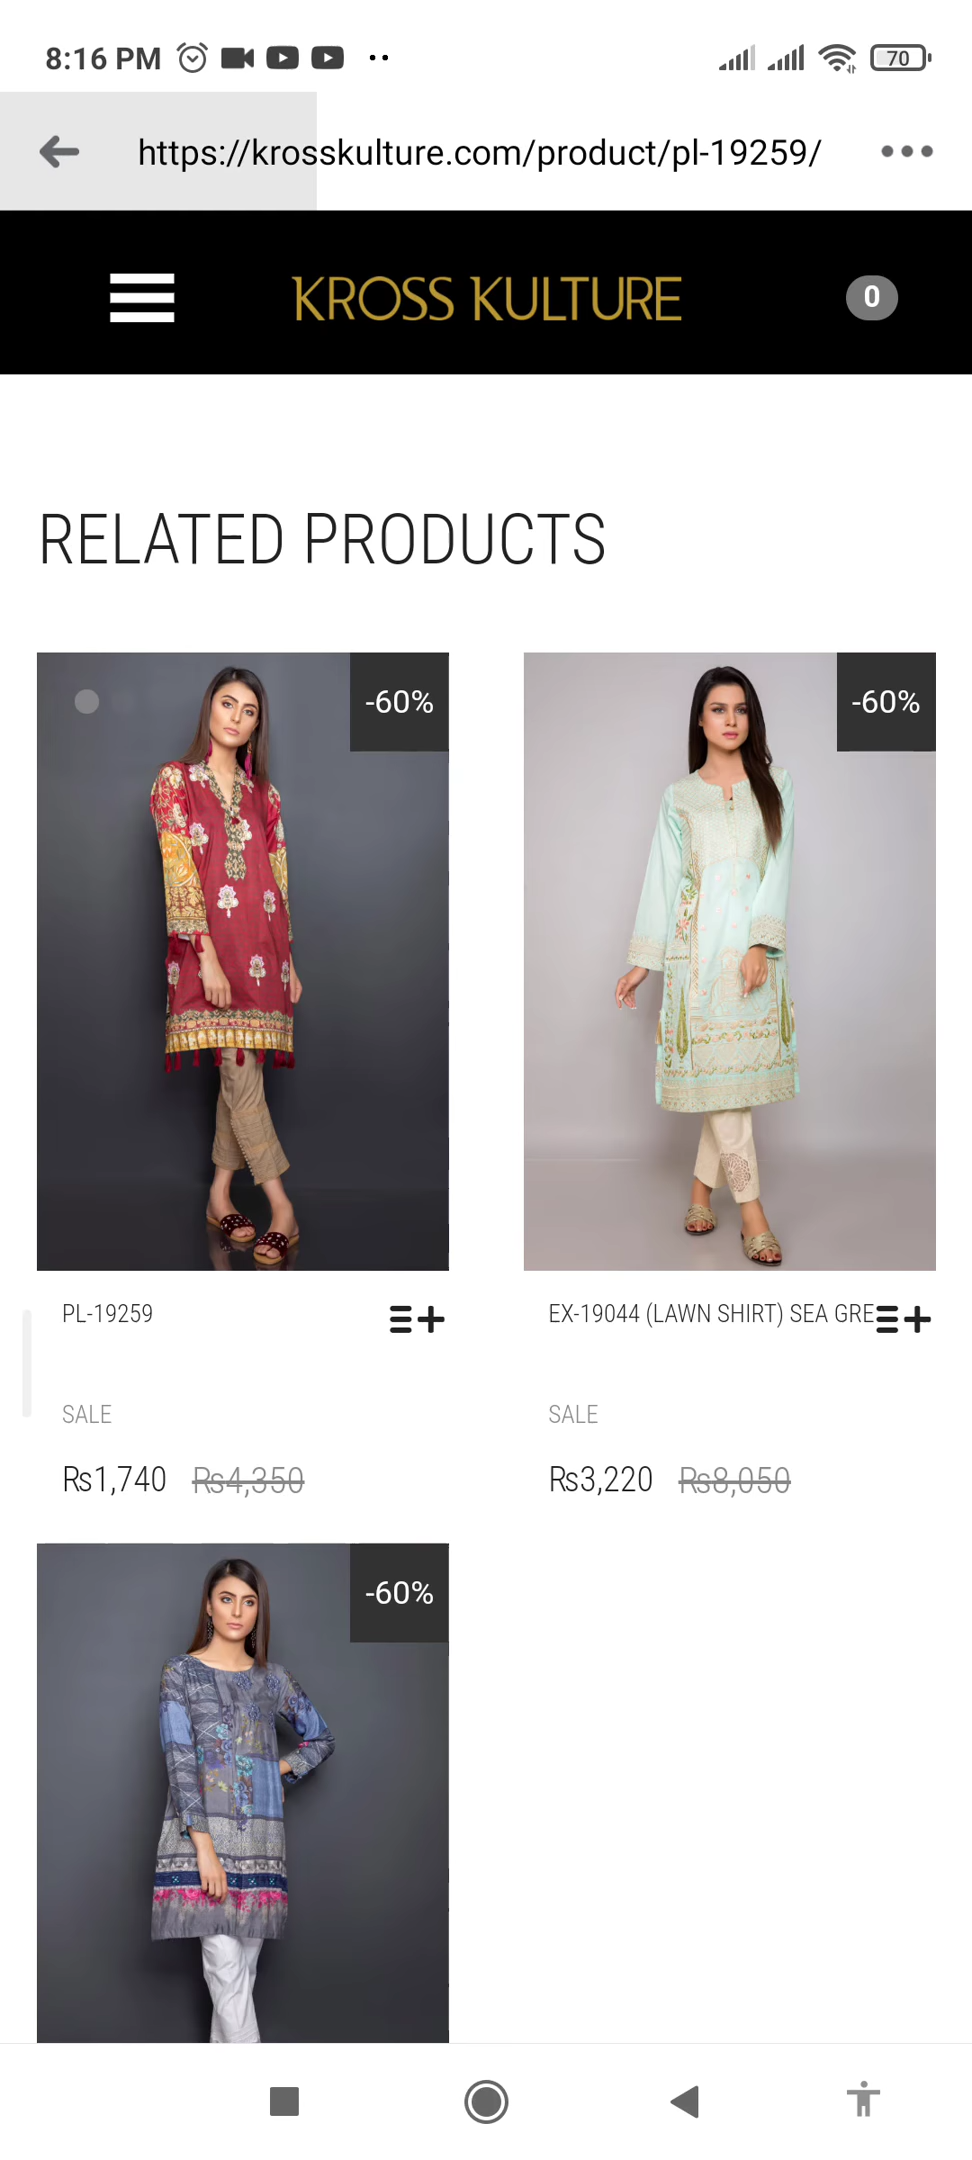 8:16 PM
70
https://krosskulture.com/product/pl-19259/
KROSS KULTURE
0
RELATED PRODUCTS
-60%
-60%
PL-19259
EX-19044 (LAWN SHIRT) SEA GRE
SALE
SALE
₨1,740 ₨4,350
₨3,220 ₨8,050
-60%